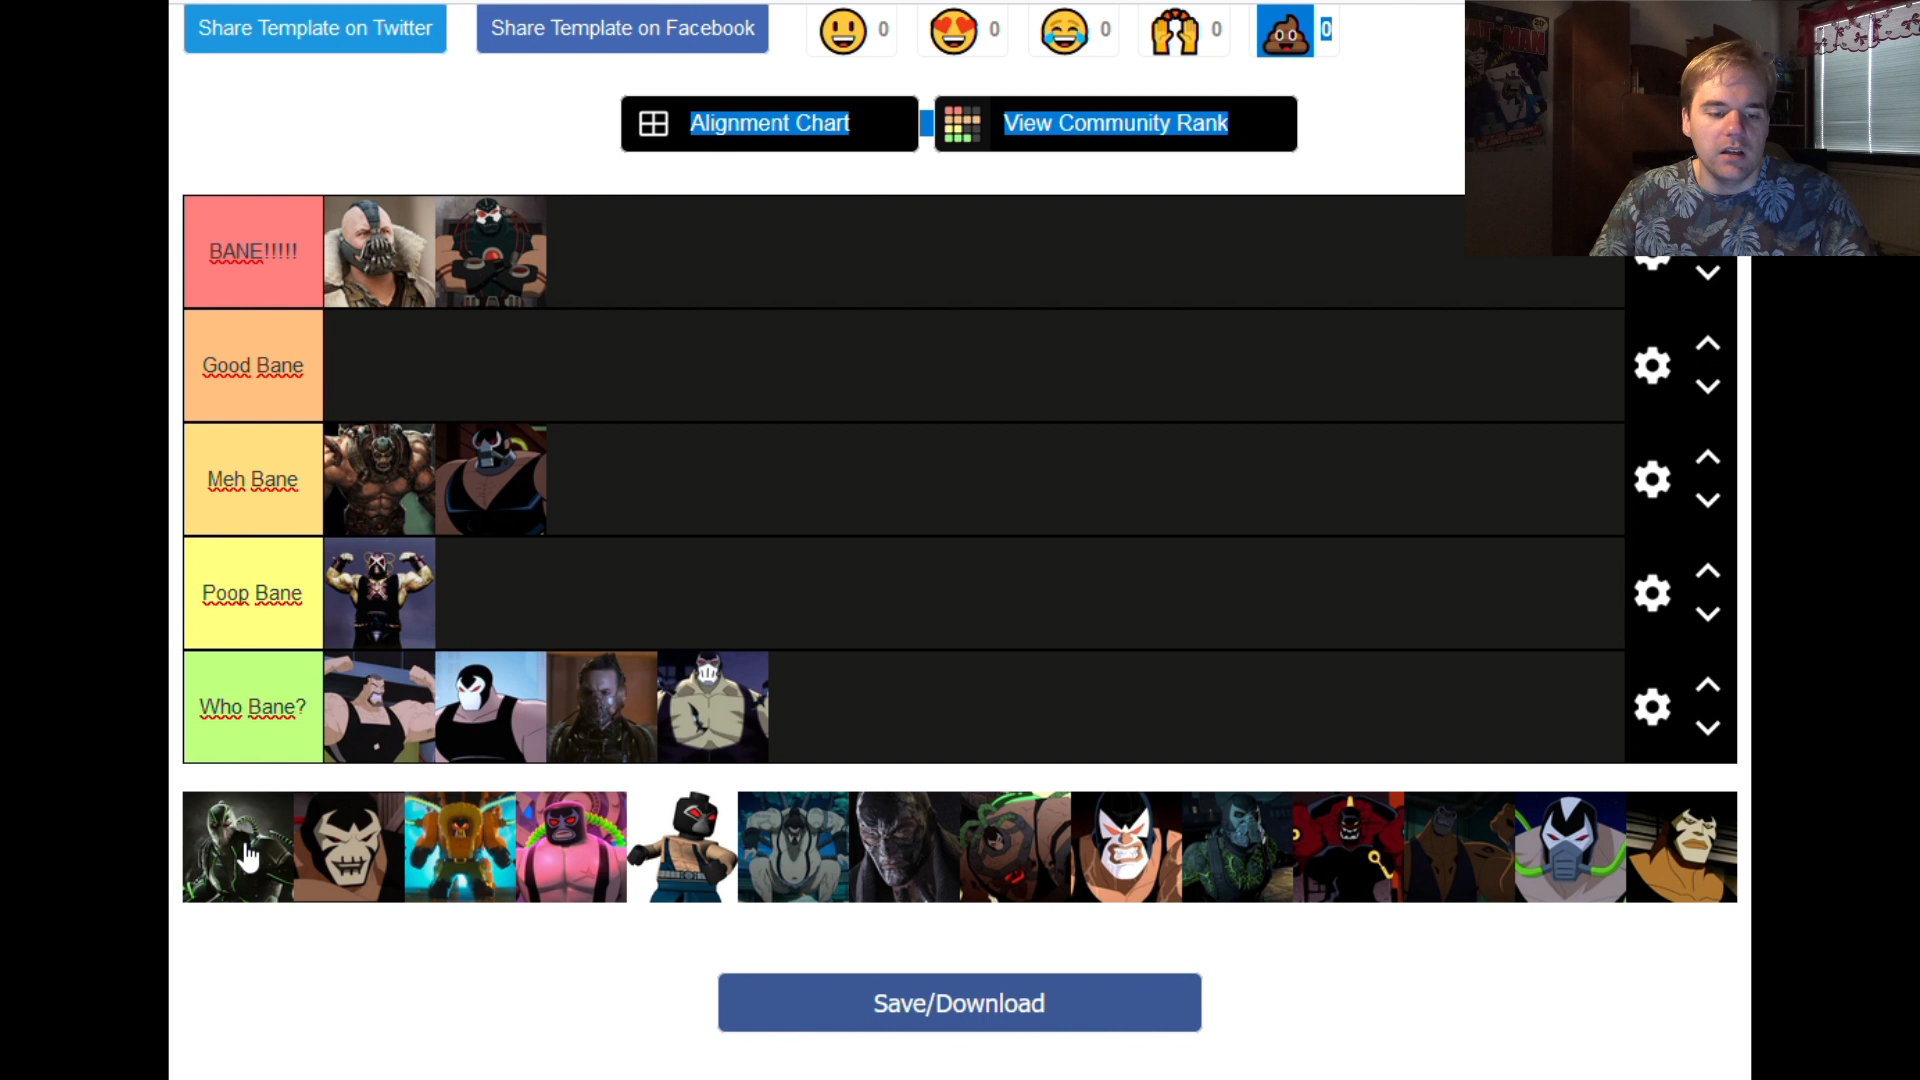 Share Template on Twitter
Share Template on Facebook
0
0
0
0
0
Alignment Chart
View Community Rank
BANE!!!!!
Good Bane
Meh Bane
Poop Bane
Who Bane?
Save/Download